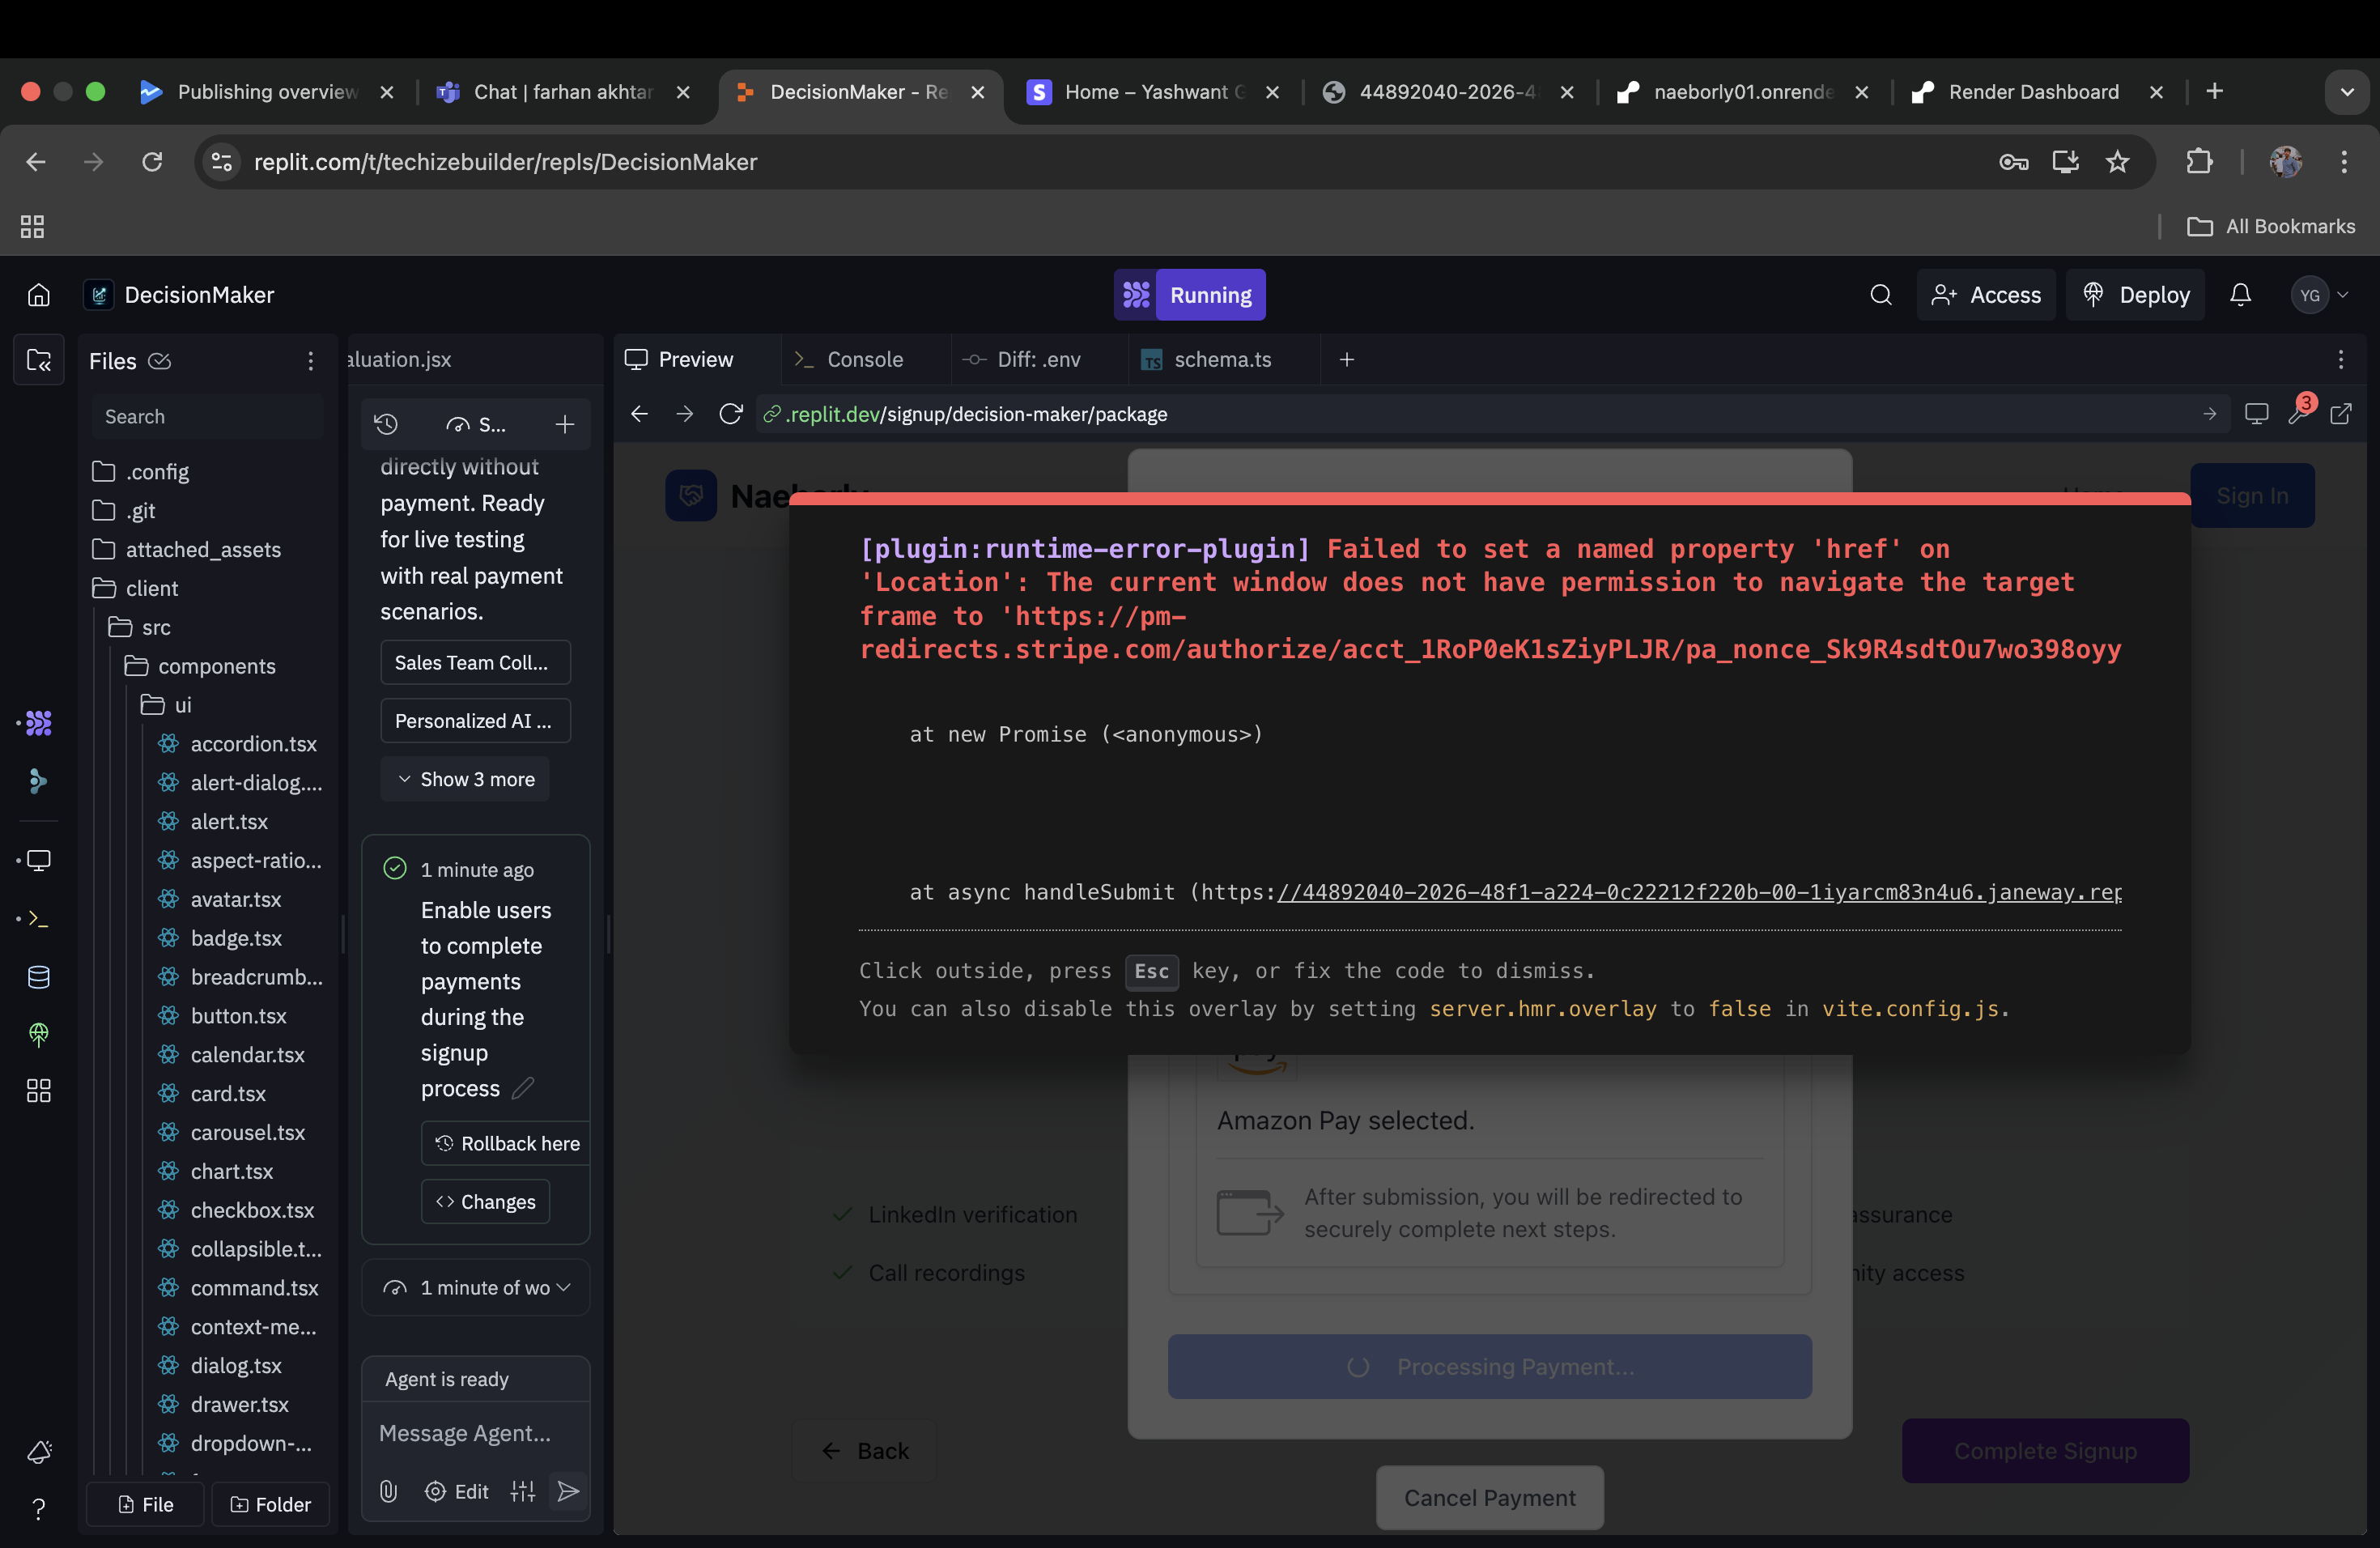 Publishing overview
Chat | farhan akhtar
DecisionMaker - Re
Home – Yashwant G
44892040-2026-4
naeborly01.onrende
Render Dashboard
replit.com/t/techizebuilder/repls/DecisionMaker
All Bookmarks
DecisionMaker
Running
Access
Deploy
YG
Files
aluation.jsx
Preview
Console
Diff: .env
schema.ts
Search
S...
.replit.dev/signup/decision-maker/package
3
.config
.git
attached_assets
client
src
components
ui
accordion.tsx
alert-dialog....
alert.tsx
aspect-ratio...
avatar.tsx
badge.tsx
breadcrumb...
button.tsx
calendar.tsx
card.tsx
carousel.tsx
chart.tsx
checkbox.tsx
collapsible.t...
command.tsx
context-me...
dialog.tsx
drawer.tsx
dropdown-...
File
Folder
directly without
payment. Ready
for live testing
with real payment
scenarios.
Sales Team Coll...
Personalized AI ...
Show 3 more
1 minute ago
Enable users
to complete
payments
during the
signup
process
Rollback here
Changes
1 minute of wo
Agent is ready
Message Agent...
Edit
Naeborly
Home
Sign In
[plugin:runtime-error-plugin] Failed to set a named property 'href' on
'Location': The current window does not have permission to navigate the target
frame to 'https://pm-
redirects.stripe.com/authorize/acct_1RoP0eK1sZiyPLJR/pa_nonce_Sk9R4sdtOu7wo398oyy
at new Promise (<anonymous>)
at async handleSubmit (https://44892040-2026-48f1-a224-0c22212f220b-00-1iyarcm83n4u6.janeway.rep
Click outside, press Esc key, or fix the code to dismiss.
You can also disable this overlay by setting server.hmr.overlay to false in vite.config.js.
pay
Amazon Pay selected.
After submission, you will be redirected to
securely complete next steps.
LinkedIn verification
Call recordings
assurance
nity access
Processing Payment...
Back
Complete Signup
Cancel Payment